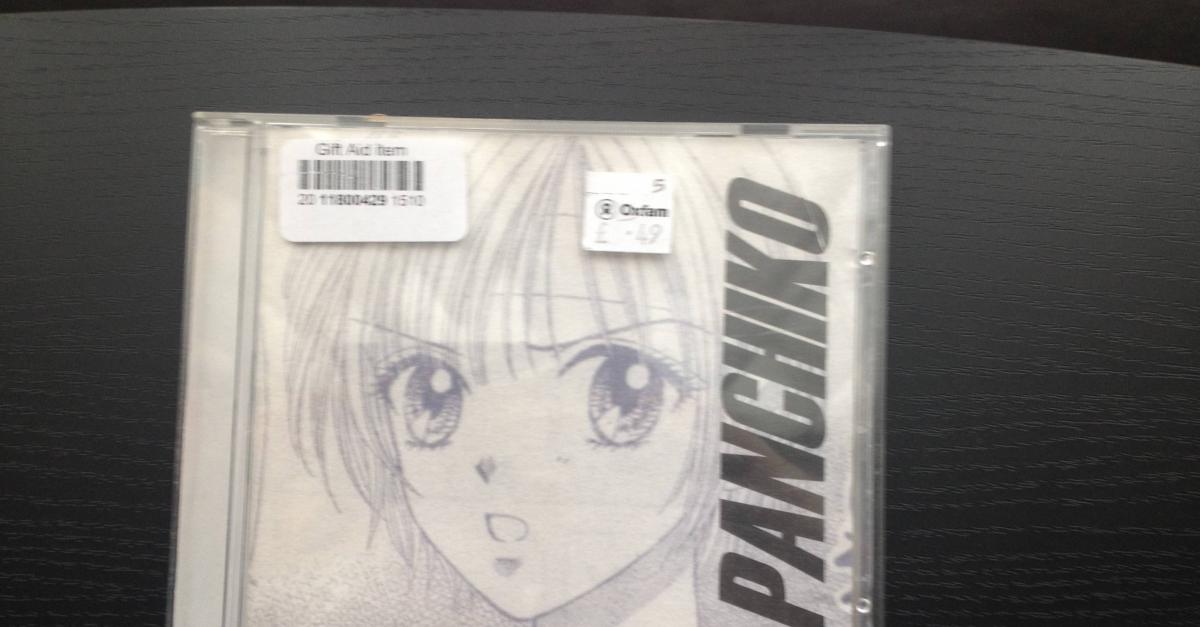 Gift Aid Item
20 11800429 1510
5
Oxfam
£ -49
PANCHIKO